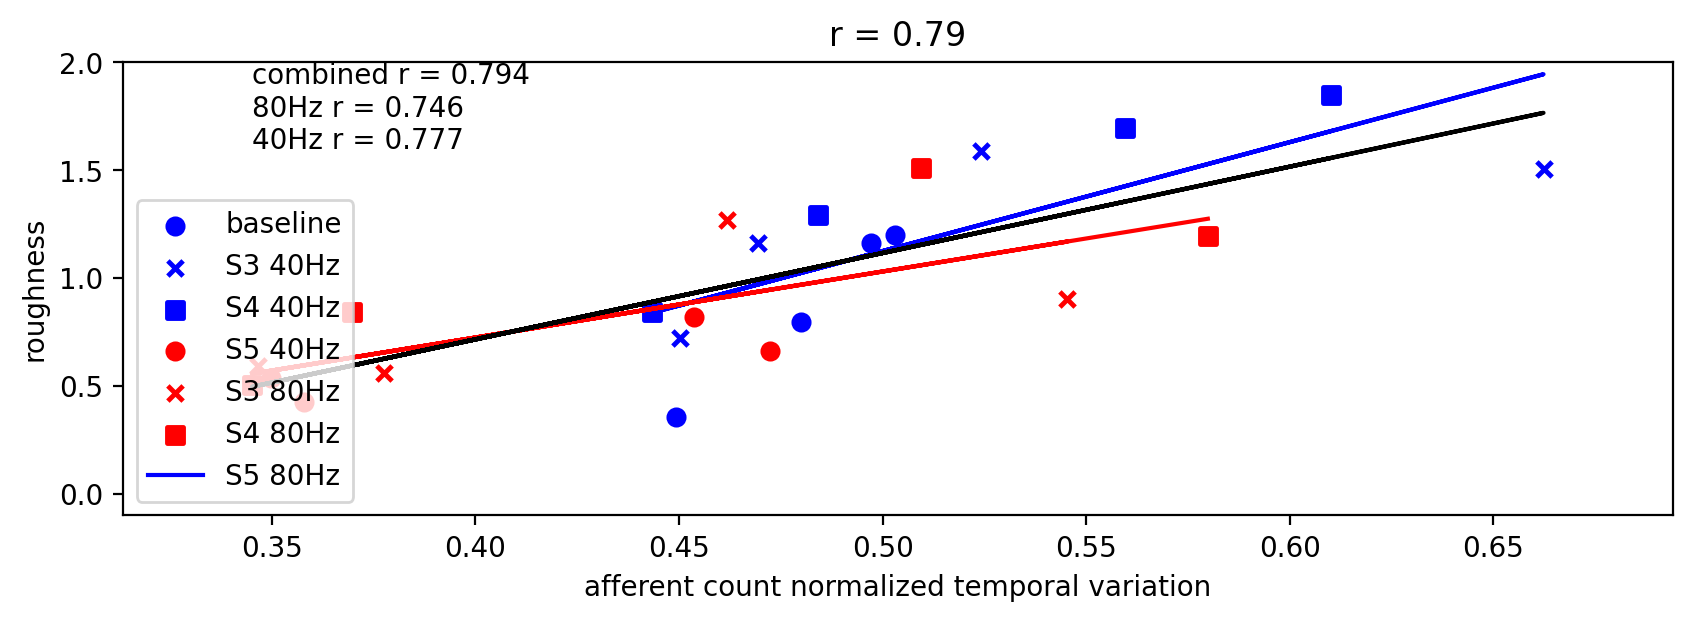 r = 0.79
combined r = 0.794
80Hz r = 0.746
40Hz r = 0.777
2.0
1.5
1.0
0.5
0.0
roughness
baseline
S3 40Hz
S4 40Hz
S5 40Hz
S3 80Hz
S4 80Hz
S5 80Hz
0.35 0.40 0.45 0.50 0.55 0.60 0.65
afferent count normalized temporal variation